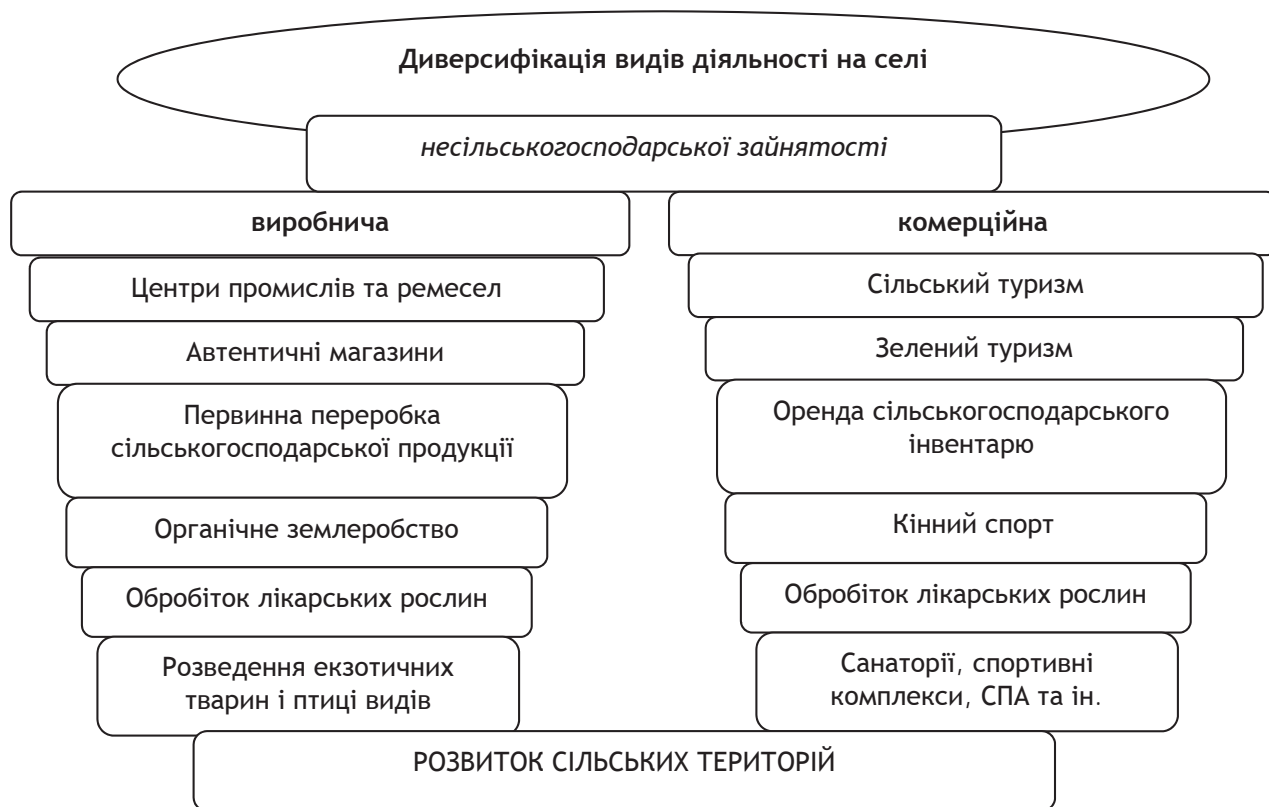 Диверсифікація видів діяльності на селі
несільськогосподарської зайнятості
виробнича
Центри промислів та ремесел
Автентичні магазини
Первинна переробка
сільськогосподарської продукції
Органічне землеробство
Обробіток лікарських рослин
Розведення екзотичних
тварин і птиці видів
комерційна
Сільський туризм
Зелений туризм
Оренда сільськогосподарського
інвентарю
Кінний спорт
Обробіток лікарських рослин
Санаторії, спортивні
комплекси, СПА та ін.
РОЗВИТОК СІЛЬСЬКИХ ТЕРИТОРІЙ